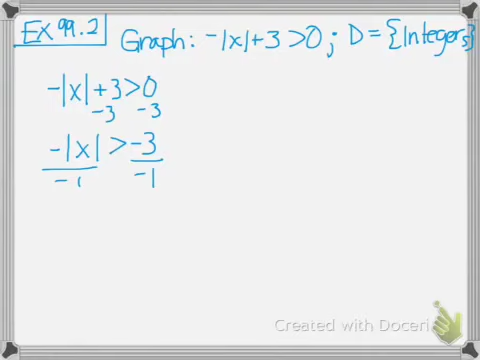 EX 99.2 Graph: -|x|+3>0; D={Integers}
-|x|+3>0
-3 -3
-|x|>-3
-1 -1
Created with Doceri